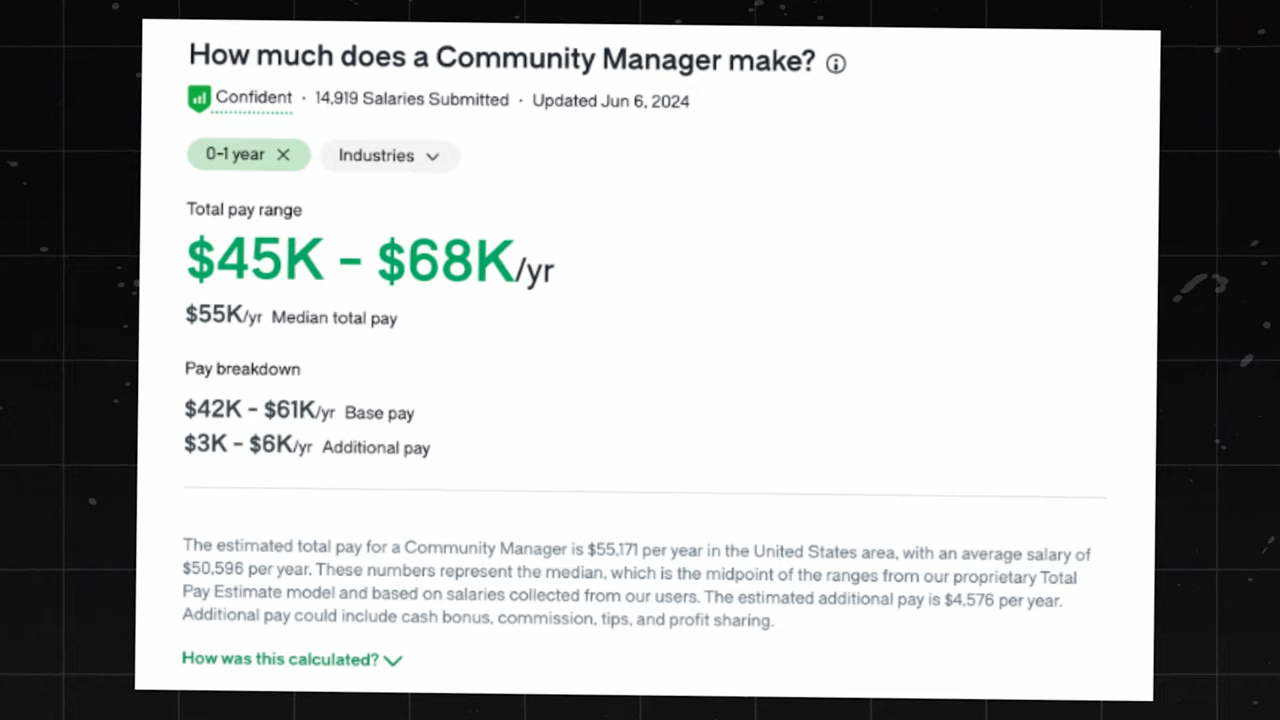 How much does a Community Manager make?
Confident · 14,919 Salaries Submitted · Updated Jun 6, 2024
0-1 year Industries
Total pay range
$45K - $68K/yr
$55K/yr Median total pay
Pay breakdown
$42K - $61K/yr Base pay
$3K - $6K/yr Additional pay
The estimated total pay for a Community Manager is $55,171 per year in the United States area, with an average salary of
$50,596 per year. These numbers represent the median, which is the midpoint of the ranges from our proprietary Total
Pay Estimate model and based on salaries collected from our users. The estimated additional pay is $4,576 per year.
Additional pay could include cash bonus, commission, tips, and profit sharing.
How was this calculated?